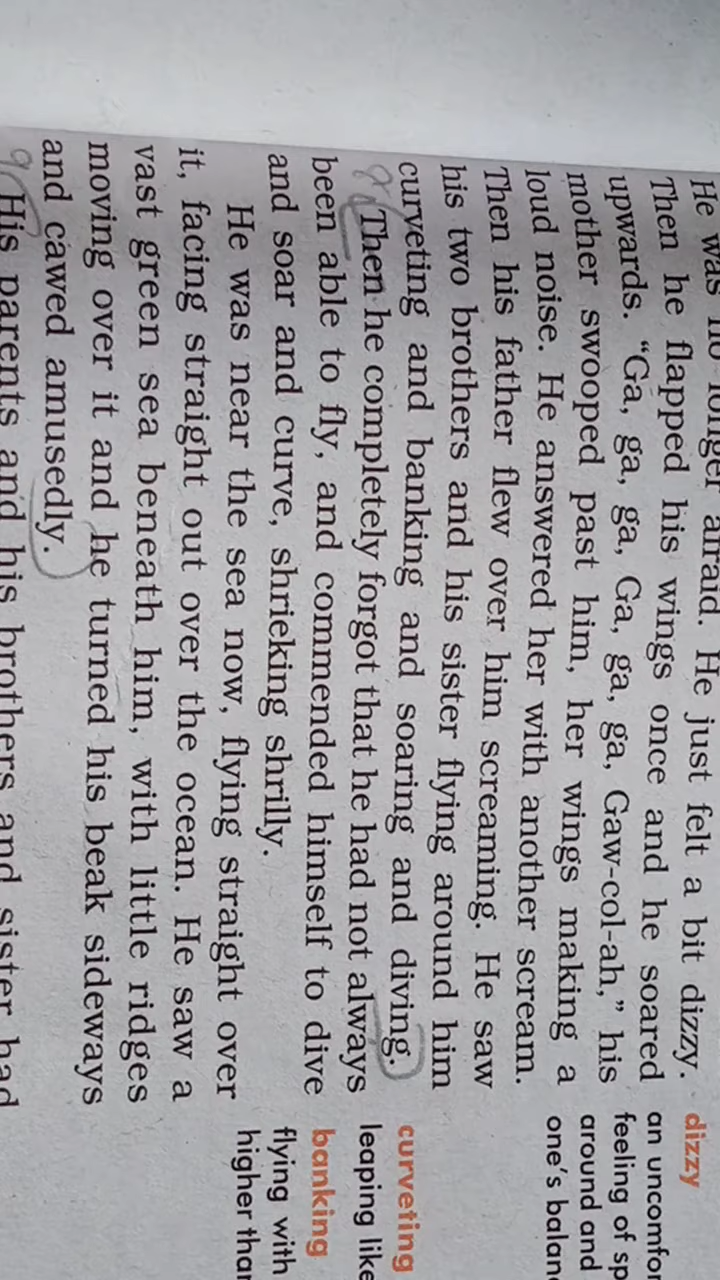 He was no longer afraid. He just felt a bit dizzy.
Then he flapped his wings once and he soared
upwards. “Ga, ga, ga, Ga, ga, ga, Gaw-col-ah,” his
mother swooped past him, her wings making a
loud noise. He answered her with another scream.
Then his father flew over him screaming. He saw
his two brothers and his sister flying around him
curveting and banking and soaring and diving.
Then he completely forgot that he had not always
been able to fly, and commended himself to dive
and soar and curve, shrieking shrilly.
He was near the sea now, flying straight over
it, facing straight out over the ocean. He saw a
vast green sea beneath him, with little ridges
moving over it and he turned his beak sideways
and cawed amusedly.
His parents and his brothers and sister had
dizzy
an uncomfor
feeling of sp
around and
one’s balan
curveting
leaping like
banking
flying with
higher than